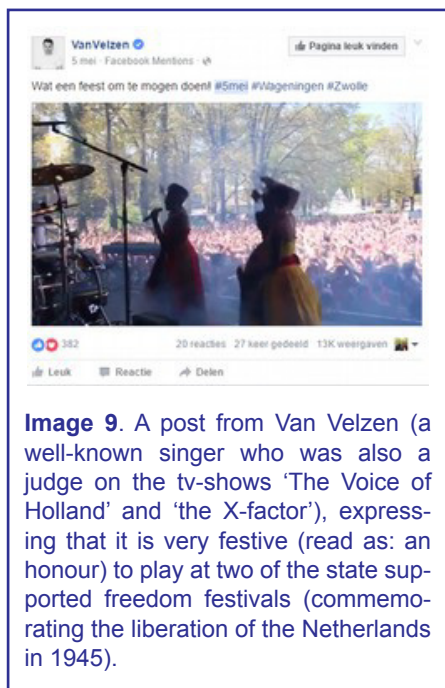 VanVelzen
Pagina leuk vinden
5 mei · Facebook Mentions ·
Wat een feest om te mogen doen! #5mei #Wageningen #Zwolle
382
20 reacties 27 keer gedeeld 13K weergaven
Leuk Reactie Delen
Image 9. A post from Van Velzen (a
well-known singer who was also a
judge on the tv-shows ‘The Voice of
Holland’ and ‘the X-factor’), express-
ing that it is very festive (read as: an
honour) to play at two of the state sup-
ported freedom festivals (commemo-
rating the liberation of the Netherlands
in 1945).